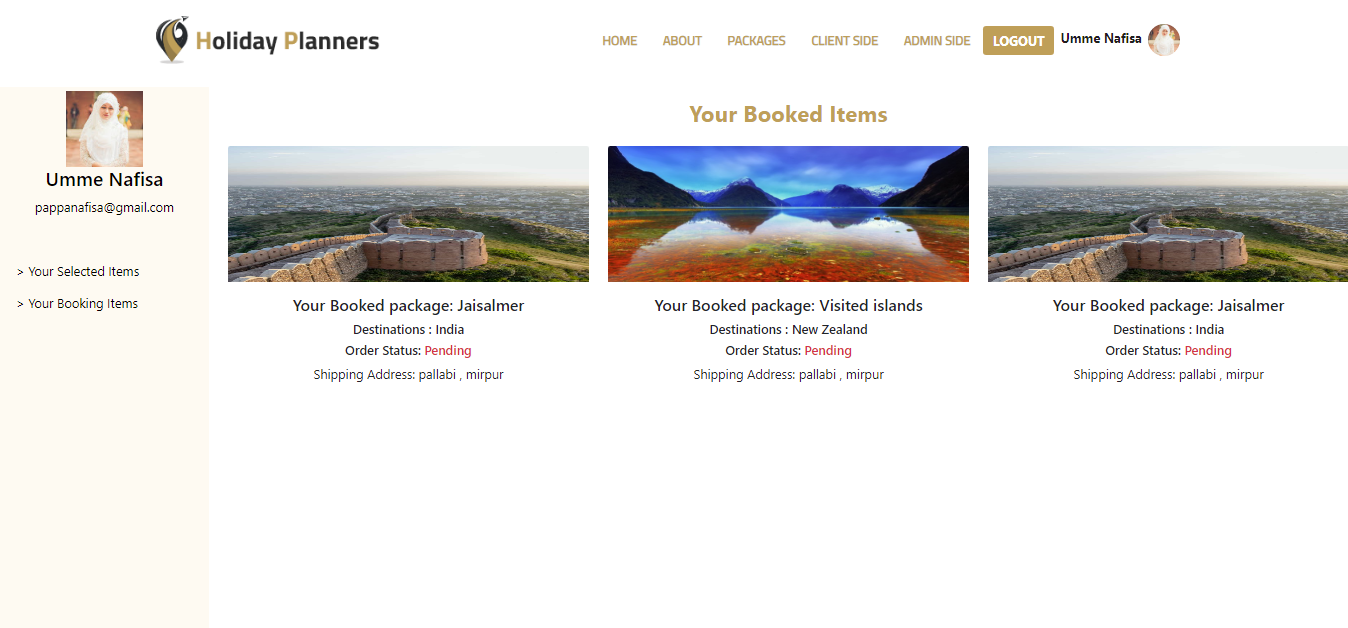 Holiday Planners
HOME ABOUT PACKAGES CLIENT SIDE ADMIN SIDE LOGOUT Umme Nafisa
Umme Nafisa
pappanafisa@gmail.com
> Your Selected Items
> Your Booking Items
Your Booked Items
Your Booked package: Jaisalmer
Destinations : India
Order Status: Pending
Shipping Address: pallabi , mirpur
Your Booked package: Visited islands
Destinations : New Zealand
Order Status: Pending
Shipping Address: pallabi , mirpur
Your Booked package: Jaisalmer
Destinations : India
Order Status: Pending
Shipping Address: pallabi , mirpur